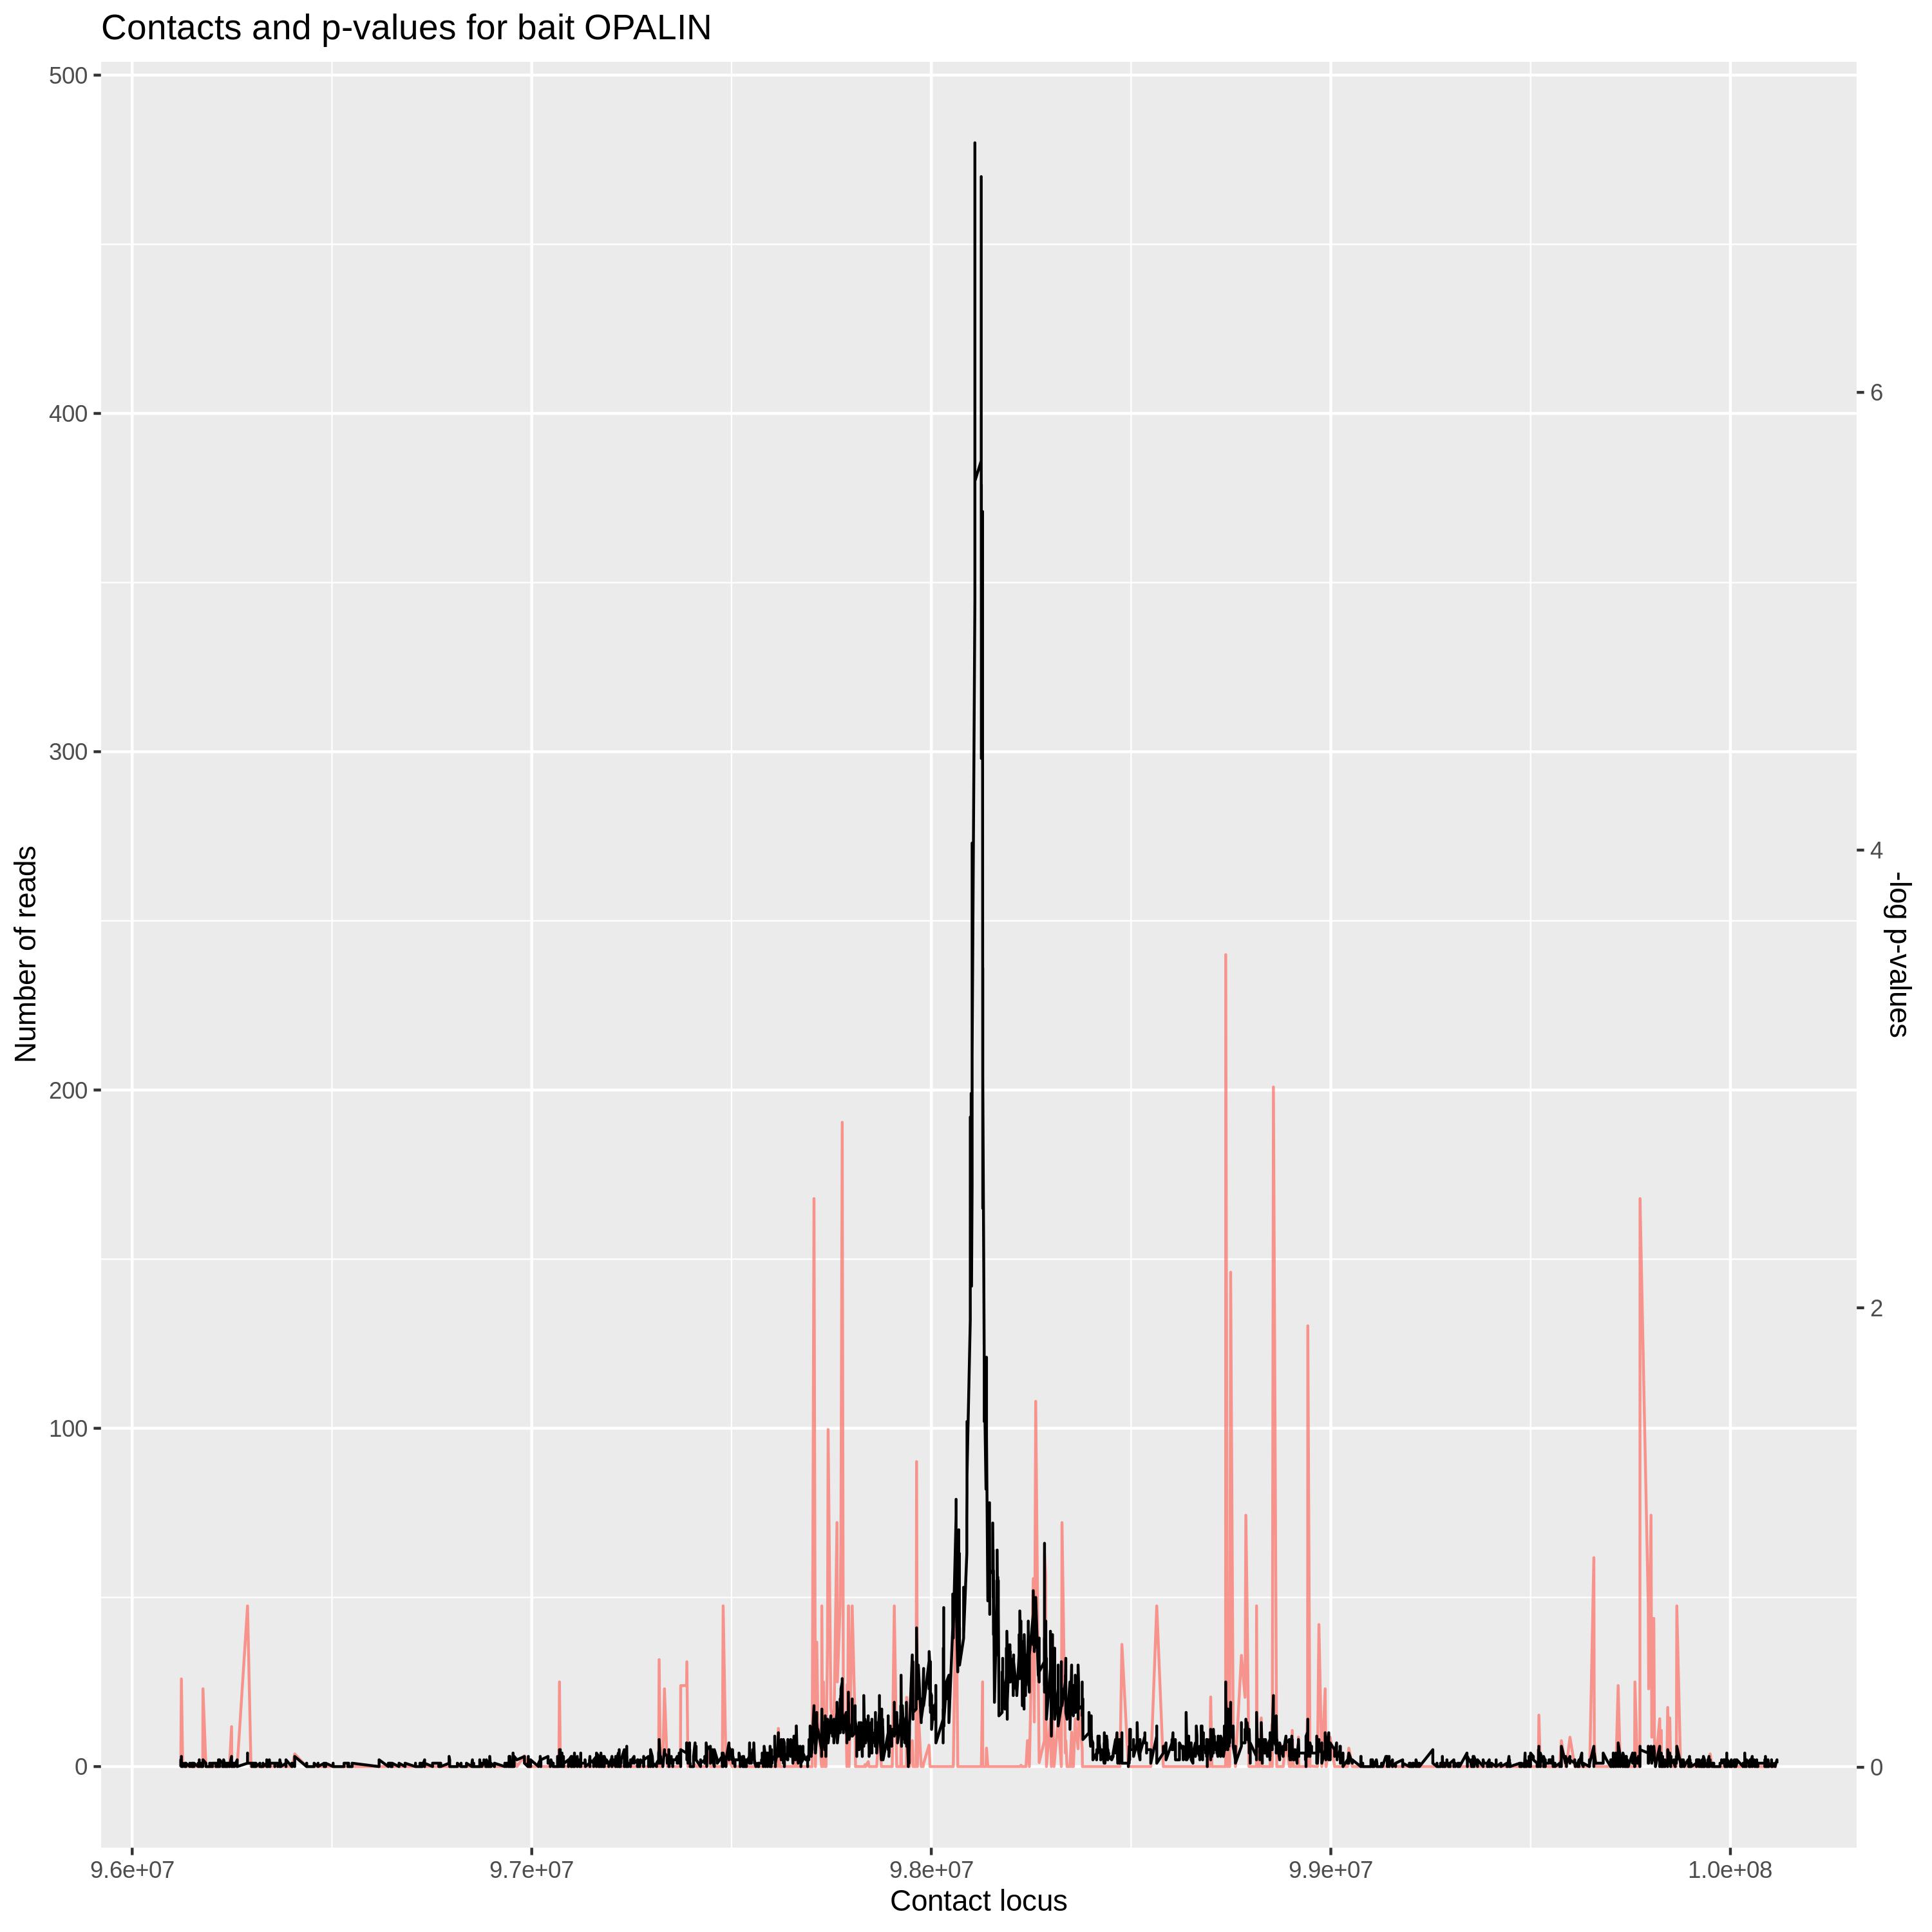 Contacts and p-values for bait OPALIN
500
400
300
200
100
0
Number of reads
6
4
2
0
-log p-values
9.6e+07
9.7e+07
9.8e+07
9.9e+07
1.0e+08
Contact locus